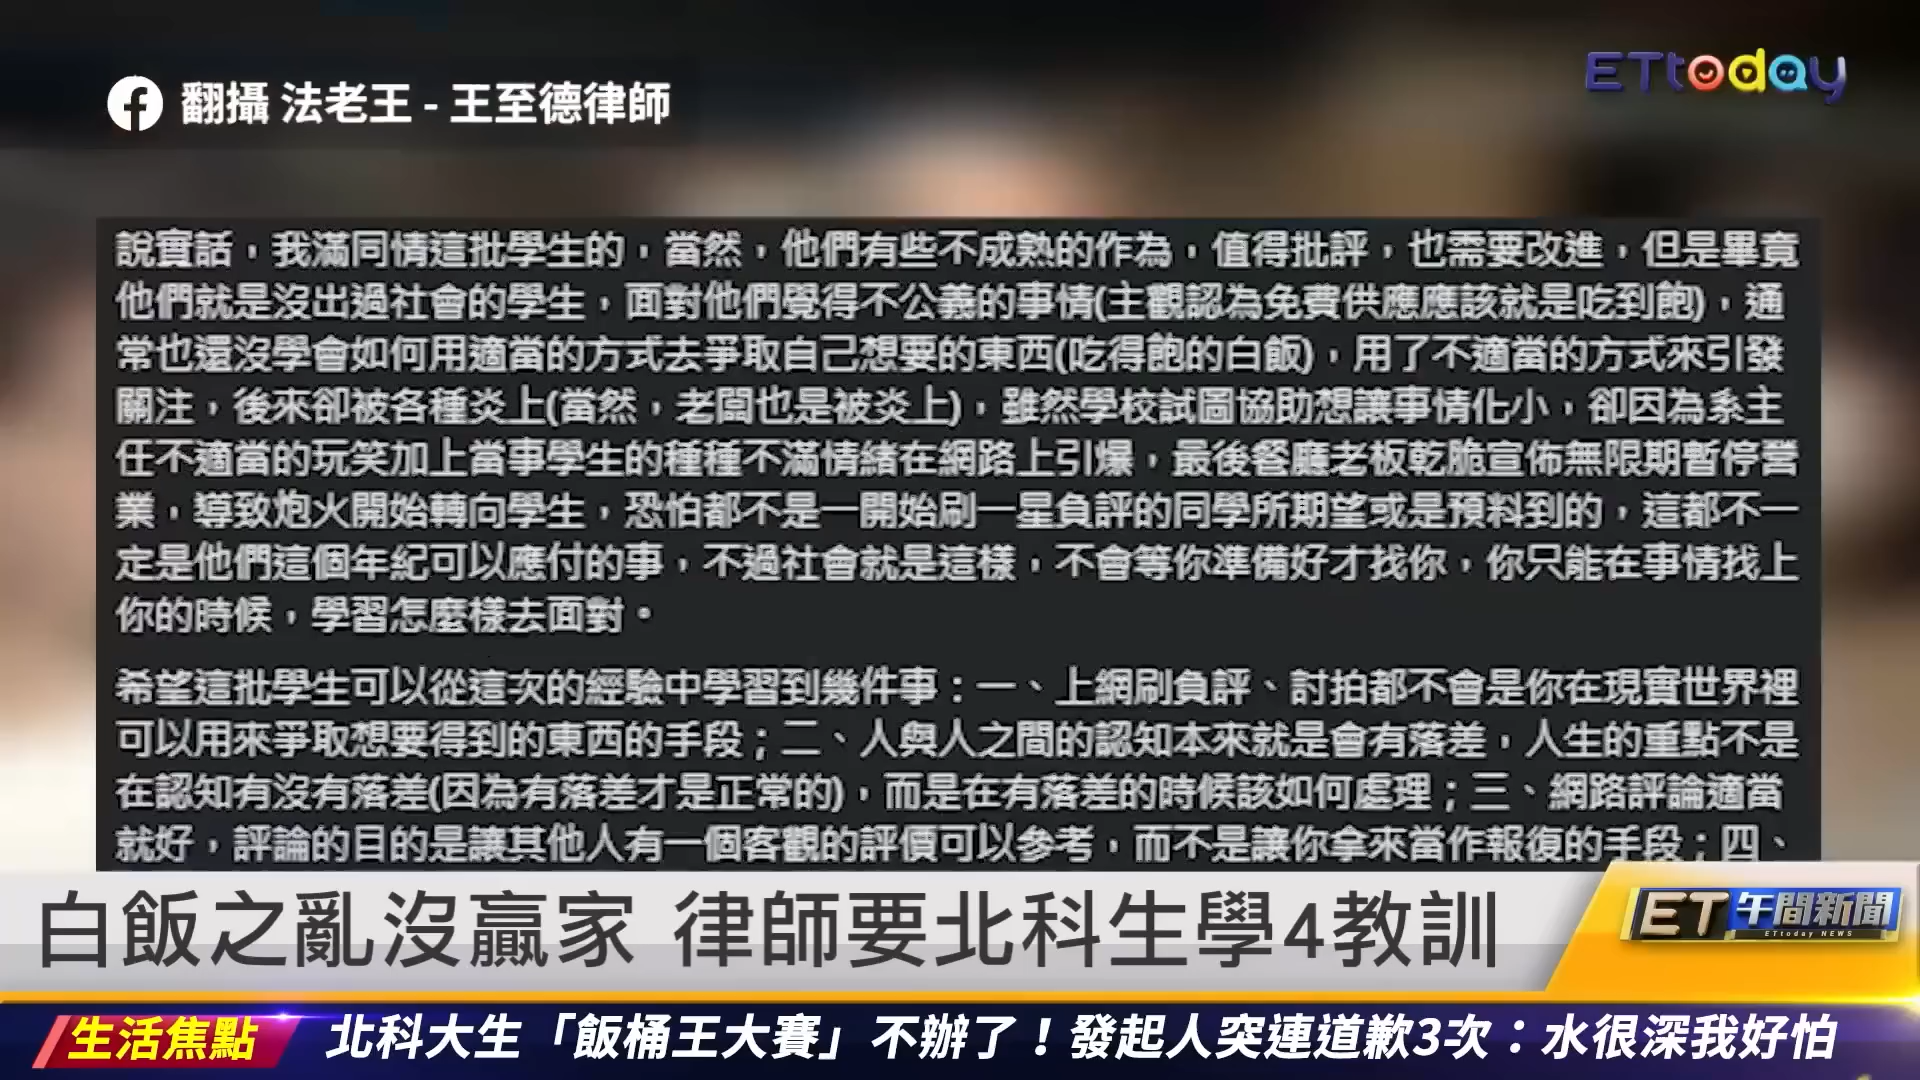 翻攝 法老王 - 王至德律師
ETtoday
說實話，我滿同情這批學生的，當然，他們有些不成熟的作為，值得批評，也需要改進，但是畢竟
他們就是沒出過社會的學生，面對他們覺得不公義的事情(主觀認為免費供應應該就是吃到飽)，通
常也還沒學會如何用適當的方式去爭取自己想要的東西(吃得飽的白飯)，用了不適當的方式來引發
關注，後來卻被各種炎上(當然，老闆也是被炎上)，雖然學校試圖協助想讓事情化小，卻因為系主
任不適當的玩笑加上當事學生的種種不滿情緒在網路上引爆，最後餐廳老板乾脆宣佈無限期暫停營
業，導致炮火開始轉向學生，恐怕都不是一開始刷一星負評的同學所期望或是預料到的，這都不一
定是他們這個年紀可以應付的事，不過社會就是這樣，不會等你準備好才找你，你只能在事情找上
你的時候，學習怎麼樣去面對。
希望這批學生可以從這次的經驗中學習到幾件事：一、上網刷負評、討拍都不會是你在現實世界裡
可以用來爭取想要得到的東西的手段；二、人與人之間的認知本來就是會有落差，人生的重點不是
在認知有沒有落差(因為有落差才是正常的)，而是在有落差的時候該如何處理；三、網路評論適當
就好，評論的目的是讓其他人有一個客觀的評價可以參考，而不是讓你拿來當作報復的手段；四、
白飯之亂沒贏家 律師要北科生學4教訓
ET午間新聞
ETtoday NEWS
生活焦點 北科大生「飯桶王大賽」不辦了！發起人突連道歉3次：水很深我好怕